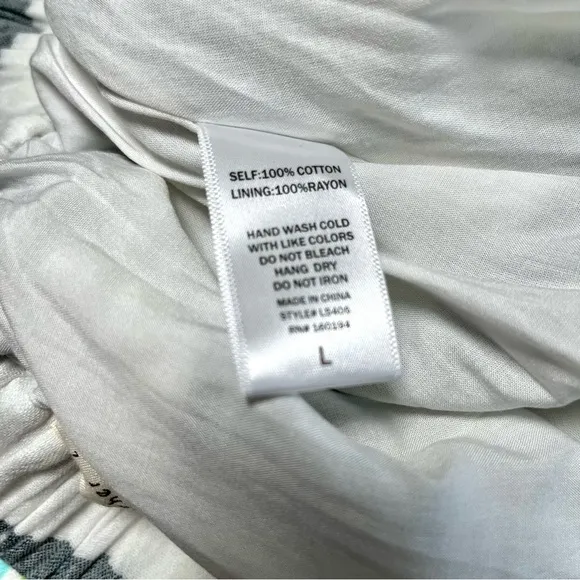 SELF:100% COTTON
LINING:100%RAYON
HAND WASH COLD
WITH LIKE COLORS
DO NOT BLEACH
HANG DRY
DO NOT IRON
MADE IN CHINA
STYLE# LS406
RN# 160194
L